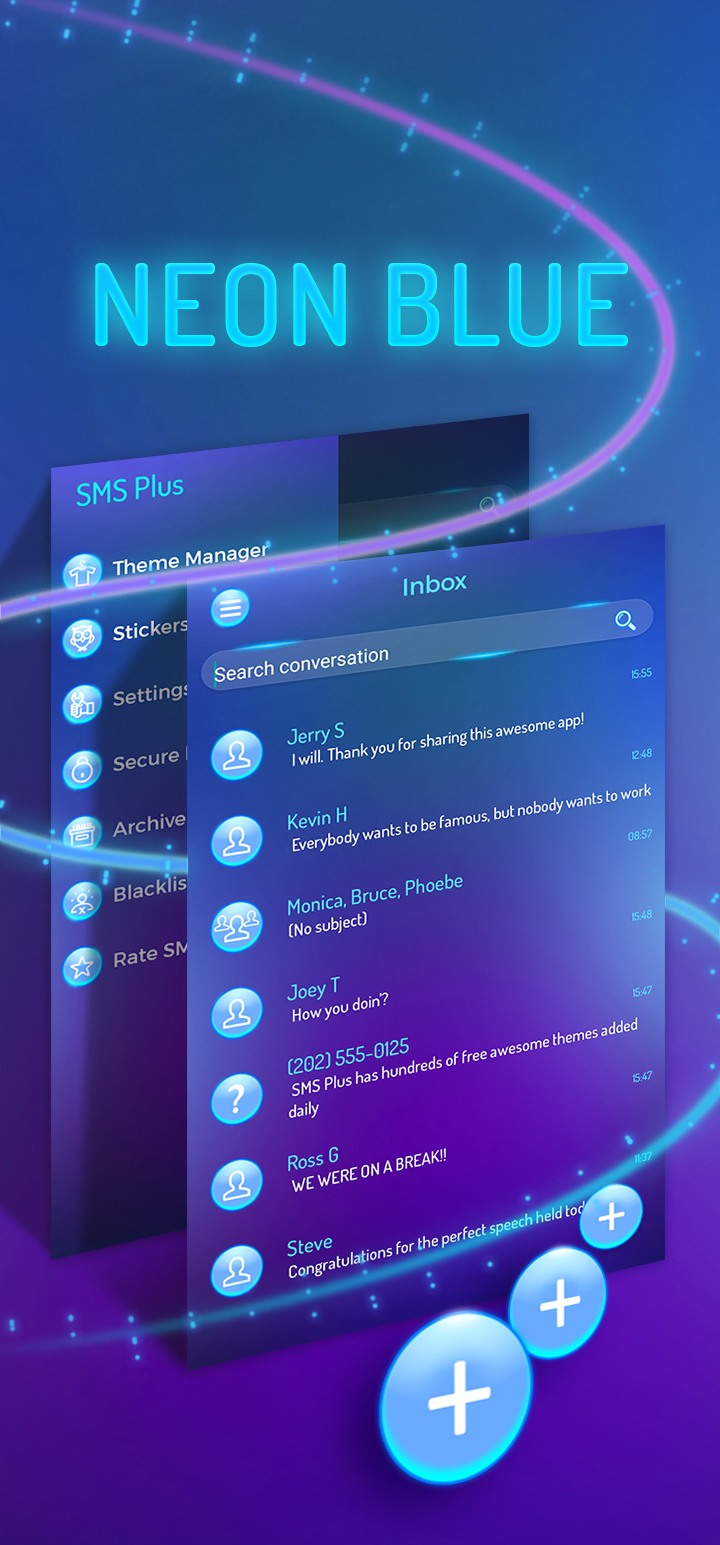 NEON BLUE
SMS Plus
Theme Manager
Stickers
Settings
Secure
Archive
Blacklis
Rate SM
Inbox
Search conversation
15:55
Jerry S
I will. Thank you for sharing this awesome app!
12:48
Kevin H
Everybody wants to be famous, but nobody wants to work
08:57
Monica, Bruce, Phoebe
(No subject)
15:48
Joey T
How you doin'?
15:47
(202) 555-0125
SMS Plus has hundreds of free awesome themes added
daily
15:47
Ross G
WE WERE ON A BREAK!!
11:37
Steve
Congratulations for the perfect speech held tod